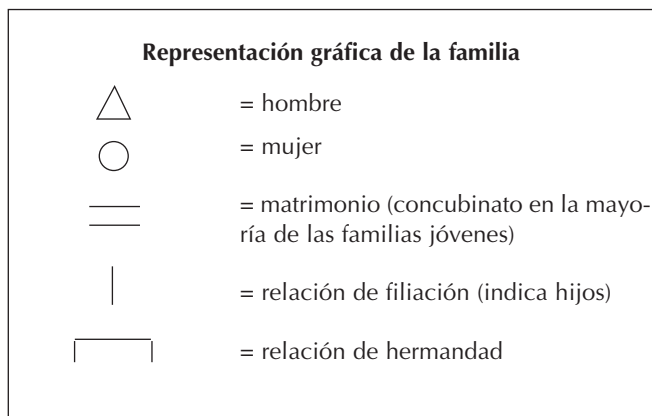 Representación gráfica de la familia
= hombre
= mujer
= matrimonio (concubinato en la mayo-
ría de las familias jóvenes)
= relación de filiación (indica hijos)
= relación de hermandad